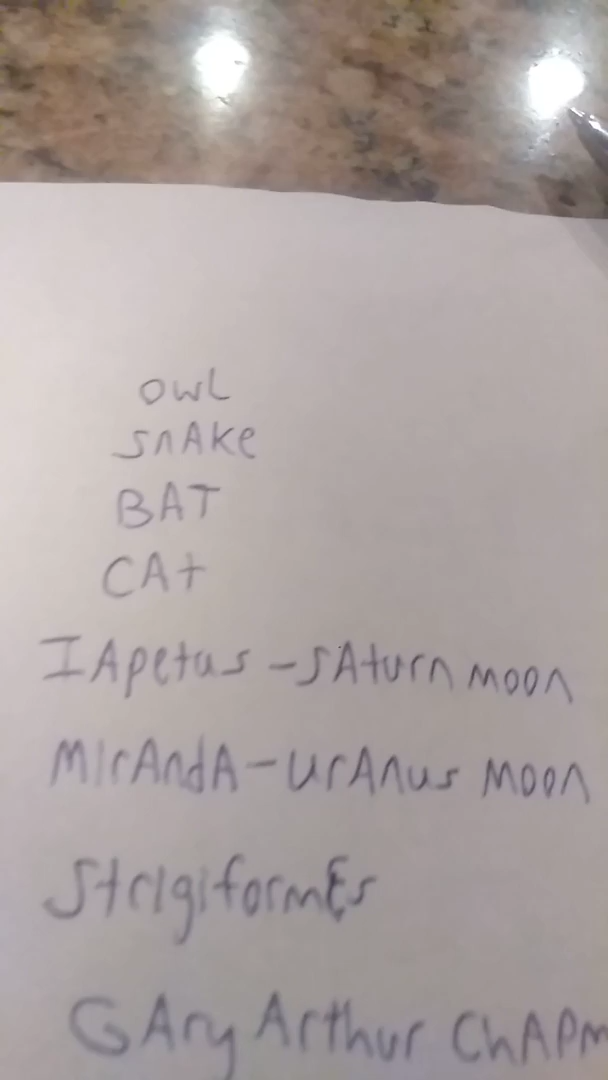 OWL
SnAKe
BAT
CAt
IApetus - SAturn moon
MIrAndA - UrAnus Moon
StrigiformEs
GAry Arthur ChAPm